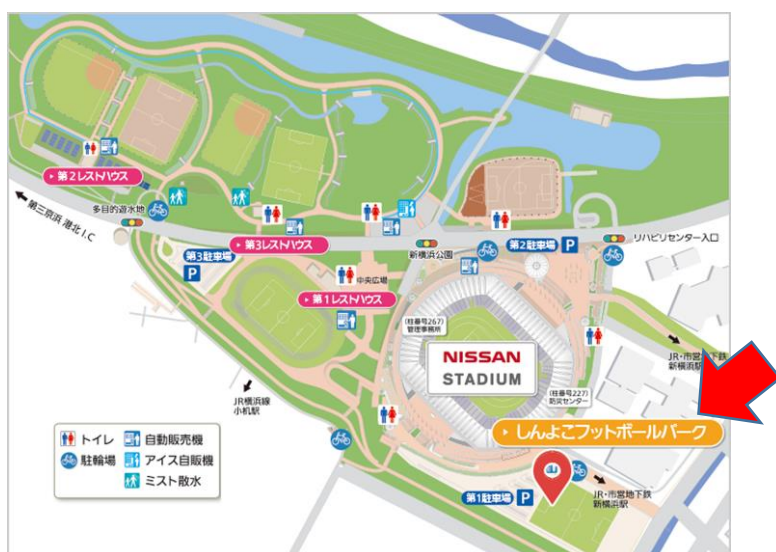 第2レストハウス
第三京浜 港北I.C
多目的遊水地
第3駐車場
P
第3レストハウス
新横浜公園
第2駐車場
P
リハビリセンター入口
中央広場
第1レストハウス
(柱番号267)
管理事務所
NISSAN
STADIUM
(柱番号227)
防災センター
JR・市営地下鉄
新横浜駅
JR横浜線
小机駅
しんよこフットボールパーク
トイレ
自動販売機
駐輪場
アイス自販機
ミスト散水
第1駐車場
P
JR・市営地下鉄
新横浜駅